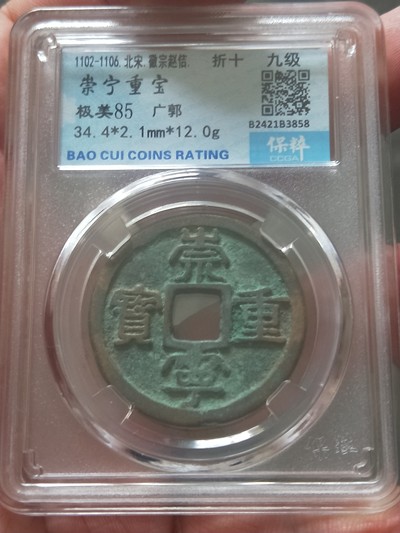 1102-1106.北宋.徽宗赵佶. 折十 九级
崇宁重宝
极美85 广郭
34.4*2.1mm*12.0g
B2421B3858
BAO CUI COINS RATING
保粹
CCGA
崇寧重寶